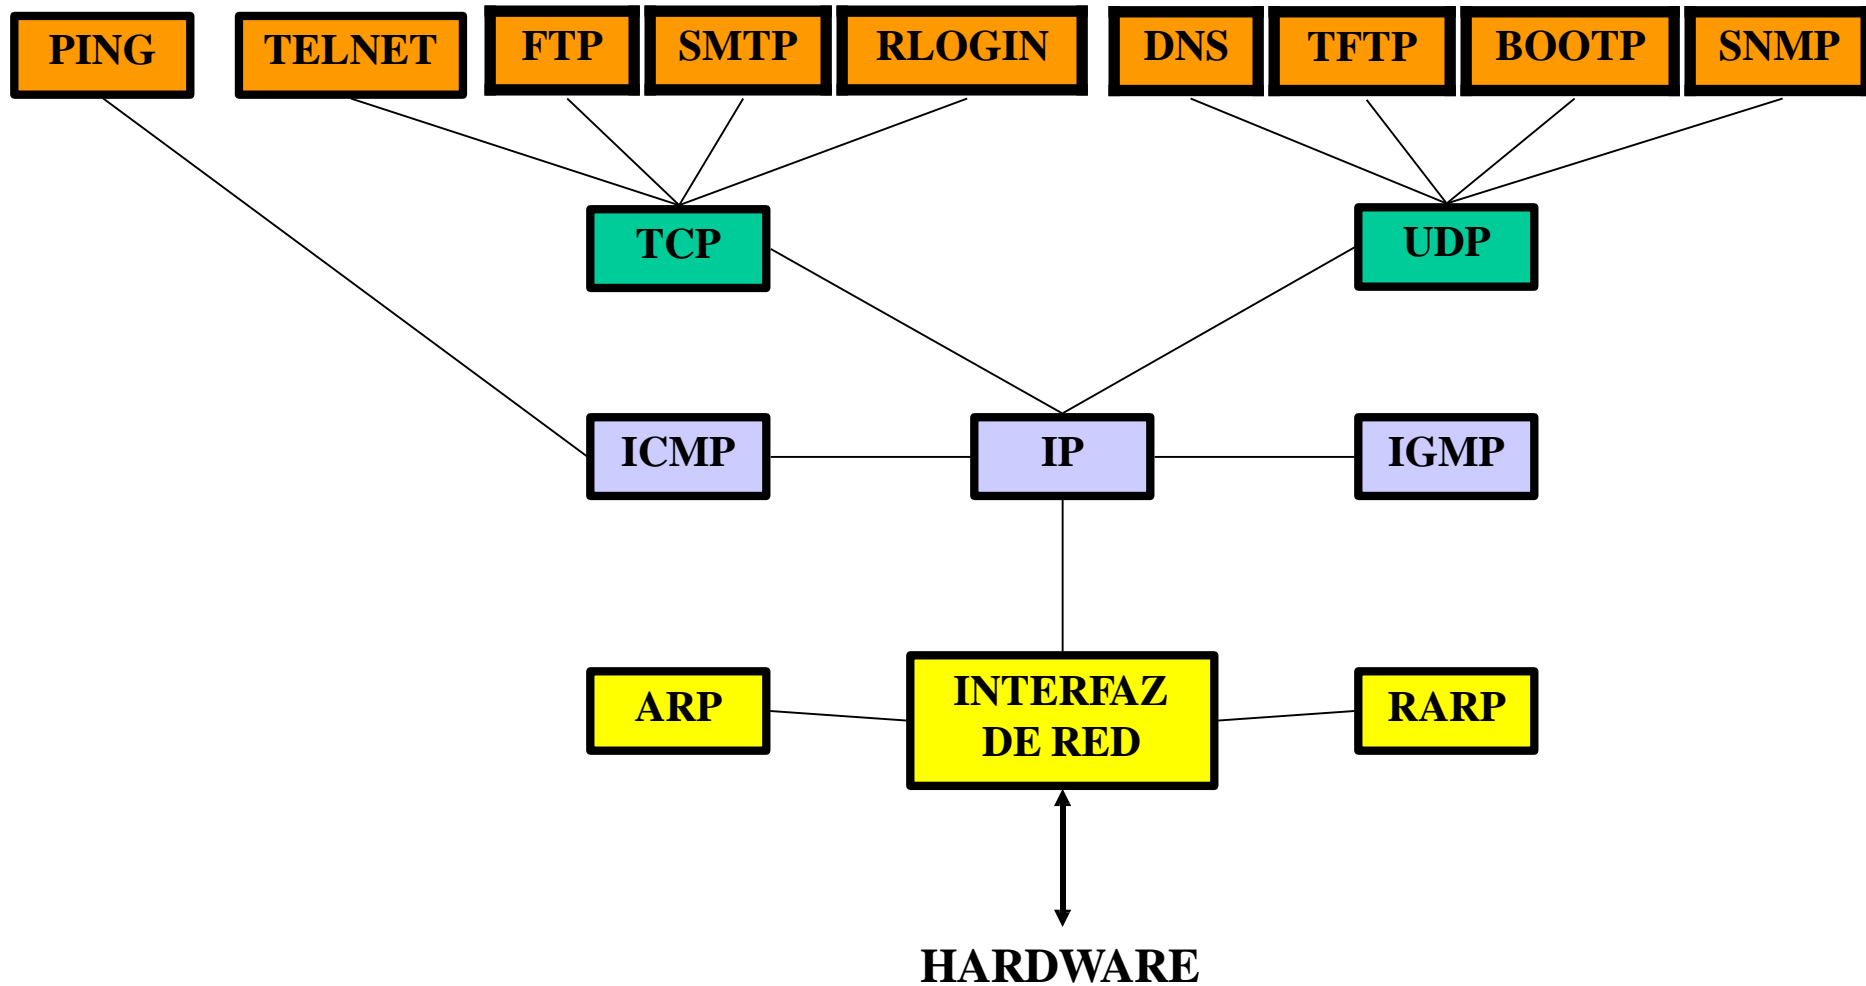 PING TELNET FTP SMTP RLOGIN DNS TFTP BOOTP SNMP
TCP UDP
ICMP IP IGMP
ARP INTERFAZ DE RED RARP
HARDWARE